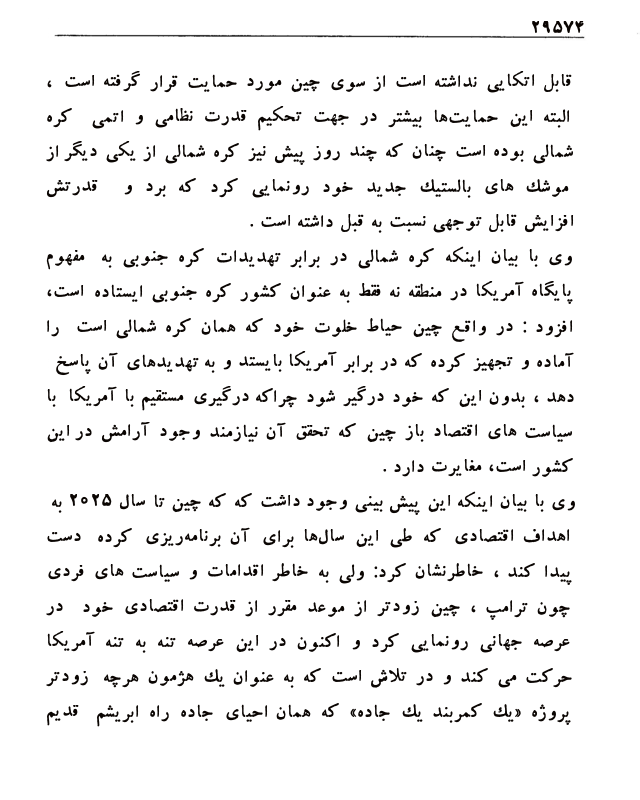 ۲۹۵۷۴
قابل اتکایی نداشته است از سوی چین مورد حمایت قرار گرفته است ،
البته این حمایت‌ها بیشتر در جهت تحکیم قدرت نظامی و اتمی کره
شمالی بوده است چنان که چند روز پیش نیز کره شمالی از یکی دیگر از
موشك های بالستیك جدید خود رونمایی کرد که برد و قدرتش
افزایش قابل توجهی نسبت به قبل داشته است .
وی با بیان اینکه کره شمالی در برابر تهدیدات کره جنوبی به مفهوم
پایگاه آمریکا در منطقه نه فقط به عنوان کشور کره جنوبی ایستاده است،
افزود : در واقع چین حیاط خلوت خود که همان کره شمالی است را
آماده و تجهیز کرده که در برابر آمریکا بایستد و به تهدیدهای آن پاسخ
دهد ، بدون این که خود درگیر شود چراکه درگیری مستقیم با آمریکا با
سیاست های اقتصاد باز چین که تحقق آن نیازمند وجود آرامش در این
کشور است، مغایرت دارد .
وی با بیان اینکه این پیش بینی وجود داشت که که چین تا سال ۲۰۲۵ به
اهداف اقتصادی که طی این سال‌ها برای آن برنامه‌ریزی کرده دست
پیدا کند ، خاطرنشان کرد: ولی به خاطر اقدامات و سیاست های فردی
چون ترامپ ، چین زودتر از موعد مقرر از قدرت اقتصادی خود در
عرصه جهانی رونمایی کرد و اکنون در این عرصه تنه به تنه آمریکا
حرکت می کند و در تلاش است که به عنوان یك هژمون هرچه زودتر
پروژه «یك کمربند یك جاده» که همان احیای جاده راه ابریشم قدیم